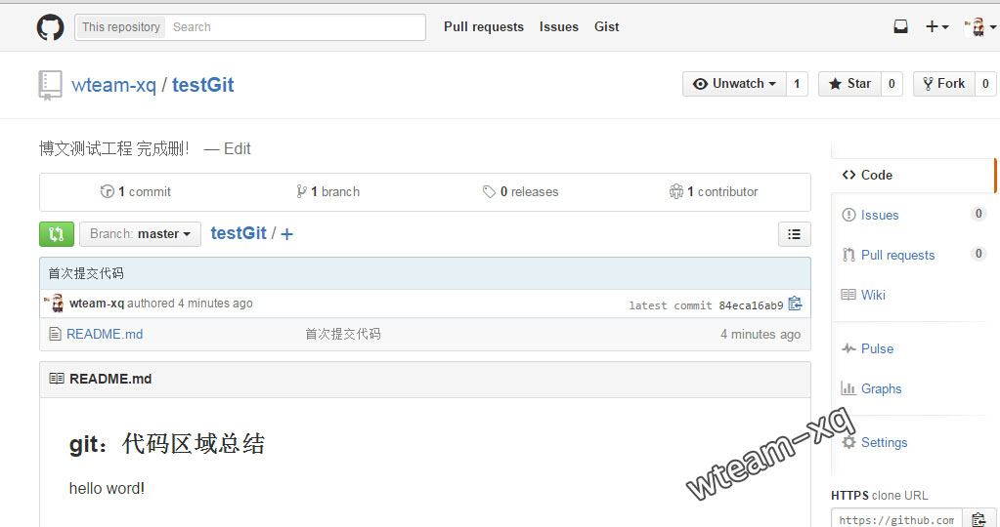 This repository Search Pull requests Issues Gist
wteam-xq / testGit Unwatch 1 Star 0 Fork 0
博文测试工程 完成删! — Edit
1 commit 1 branch 0 releases 1 contributor
Branch: master testGit / +
首次提交代码
wteam-xq authored 4 minutes ago latest commit 84eca16ab9
README.md 首次提交代码 4 minutes ago
README.md
git：代码区域总结
hello word!
Code
Issues 0
Pull requests 0
Wiki
Pulse
Graphs
Settings
HTTPS clone URL
https://github.com
wteam-xq